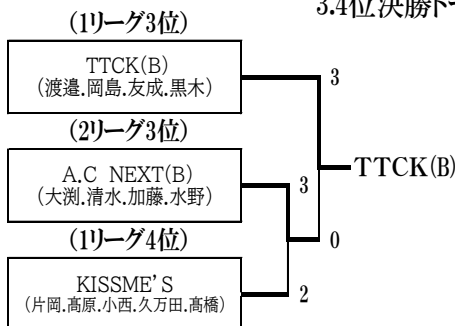 3.4位決勝ト
(1リーグ3位)
TTCK(B)
(渡邉.岡島.友成.黒木)
3
(2リーグ3位)
TTCK(B)
A.C NEXT(B)
(大渕.清水.加藤.水野)
3
(1リーグ4位)
0
KISSME'S
(片岡.髙原.小西.久万田.髙橋)
2